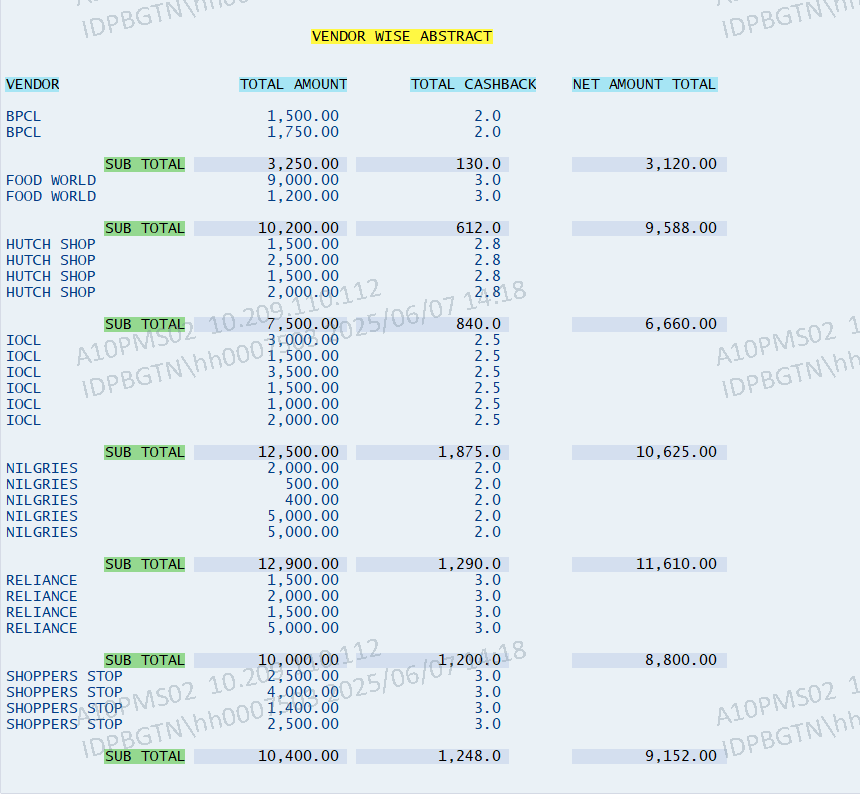 VENDOR WISE ABSTRACT
VENDOR TOTAL AMOUNT TOTAL CASHBACK NET AMOUNT TOTAL
BPCL 1,500.00 2.0
BPCL 1,750.00 2.0
SUB TOTAL 3,250.00 130.0 3,120.00
FOOD WORLD 9,000.00 3.0
FOOD WORLD 1,200.00 3.0
SUB TOTAL 10,200.00 612.0 9,588.00
HUTCH SHOP 1,500.00 2.8
HUTCH SHOP 2,500.00 2.8
HUTCH SHOP 1,500.00 2.8
HUTCH SHOP 2,000.00 2.8
SUB TOTAL 7,500.00 840.0 6,660.00
IOCL 3,000.00 2.5
IOCL 1,500.00 2.5
IOCL 3,500.00 2.5
IOCL 1,500.00 2.5
IOCL 1,000.00 2.5
IOCL 2,000.00 2.5
SUB TOTAL 12,500.00 1,875.0 10,625.00
NILGRIES 2,000.00 2.0
NILGRIES 500.00 2.0
NILGRIES 400.00 2.0
NILGRIES 5,000.00 2.0
NILGRIES 5,000.00 2.0
SUB TOTAL 12,900.00 1,290.0 11,610.00
RELIANCE 1,500.00 3.0
RELIANCE 2,000.00 3.0
RELIANCE 1,500.00 3.0
RELIANCE 5,000.00 3.0
SUB TOTAL 10,000.00 1,200.0 8,800.00
SHOPPERS STOP 2,500.00 3.0
SHOPPERS STOP 4,000.00 3.0
SHOPPERS STOP 1,400.00 3.0
SHOPPERS STOP 2,500.00 3.0
SUB TOTAL 10,400.00 1,248.0 9,152.00
A10PMS02 10.209.110.112
14:18
A10PMS02
A10PMS02 10.209.110.112
14:18
A10PMS02